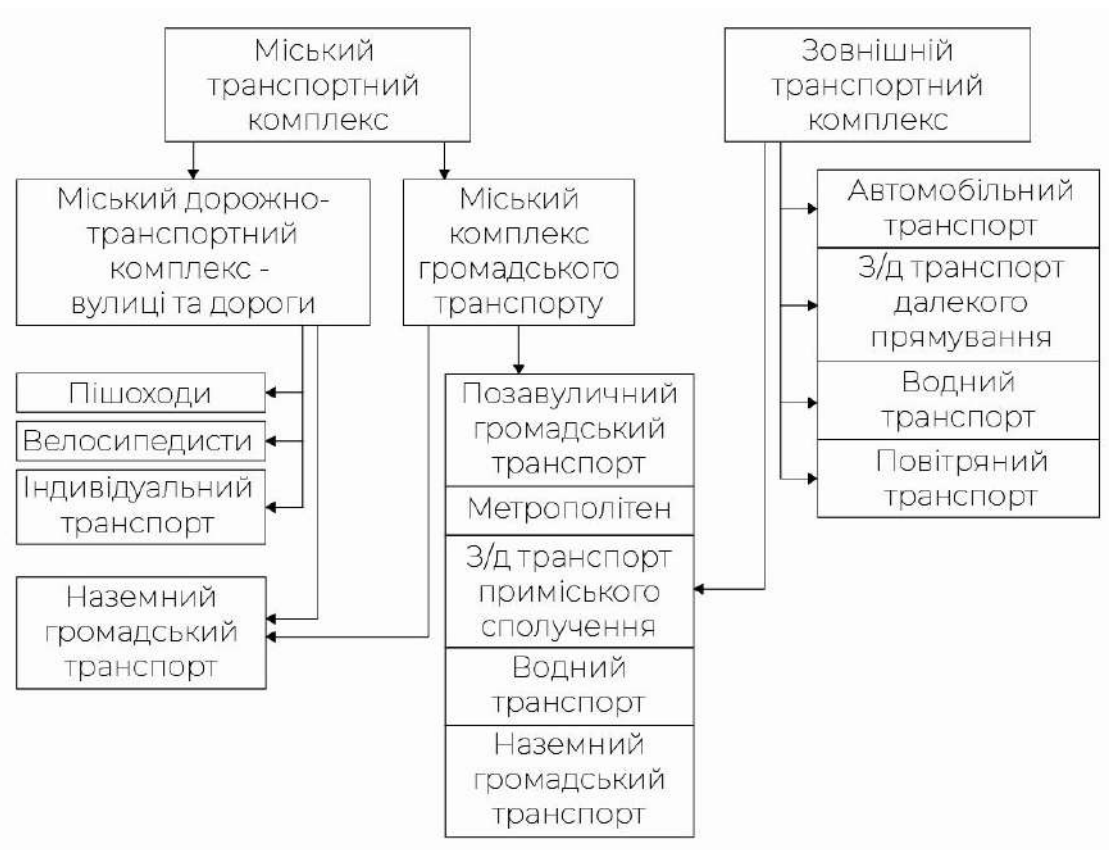 Міський
транспортний
комплекс
Зовнішній
транспортний
комплекс
Міський дорожно-
транспортний
комплекс -
вулиці та дороги
Міський
комплекс
громадського
транспорту
Автомобільний
транспорт
З/д транспорт
далекого
прямування
Водний
транспорт
Повітряний
транспорт
Пішоходи
Велосипедисти
Індивідуальний
транспорт
Наземний
громадський
транспорт
Позавуличний
громадський
транспорт
Метрополітен
З/д транспорт
приміського
сполучення
Водний
транспорт
Наземний
громадський
транспорт